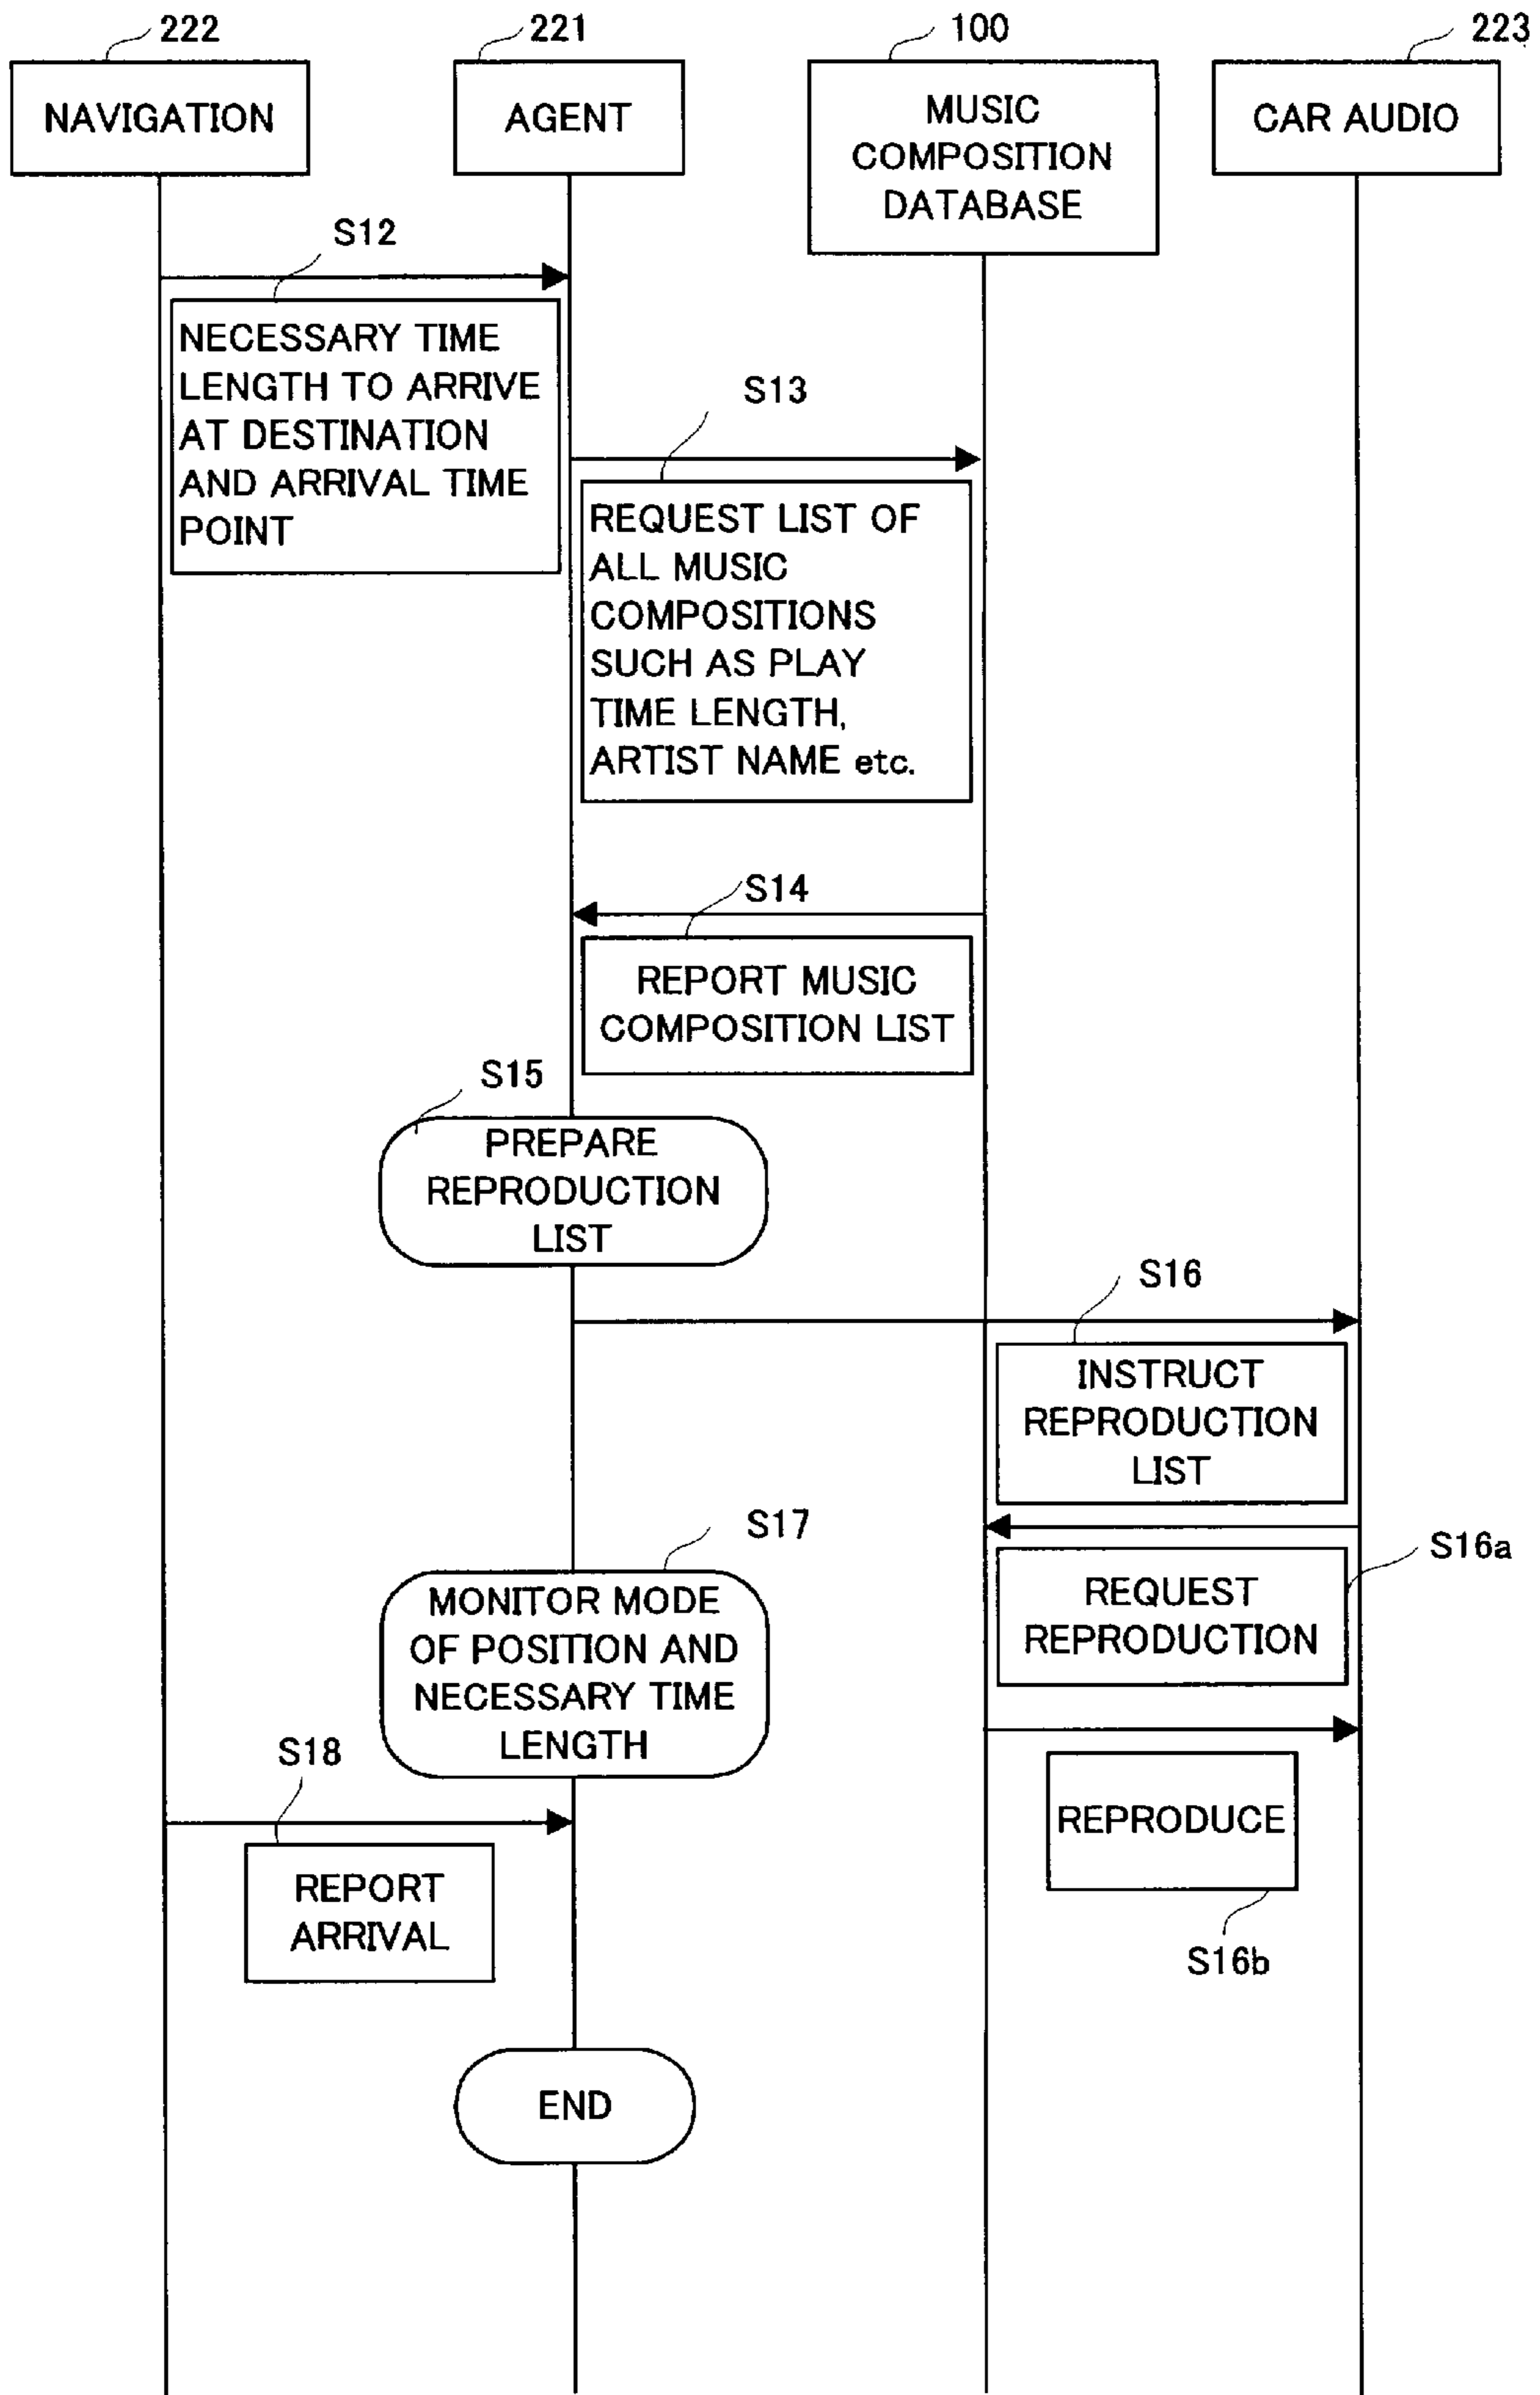 222
221
100
223
NAVIGATION
AGENT
MUSIC
COMPOSITION
DATABASE
CAR AUDIO
S12
NECESSARY TIME
LENGTH TO ARRIVE
AT DESTINATION
AND ARRIVAL TIME
POINT
S13
REQUEST LIST OF
ALL MUSIC
COMPOSITIONS
SUCH AS PLAY
TIME LENGTH,
ARTIST NAME etc.
S14
REPORT MUSIC
COMPOSITION LIST
S15
PREPARE
REPRODUCTION
LIST
S16
INSTRUCT
REPRODUCTION
LIST
S16a
REQUEST
REPRODUCTION
S17
MONITOR MODE
OF POSITION AND
NECESSARY TIME
LENGTH
REPRODUCE
S16b
S18
REPORT
ARRIVAL
END